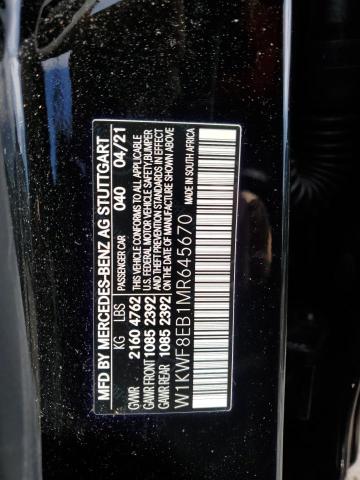 MFD BY MERCEDES-BENZ AG STUTTGART
PASSENGER CAR 040 04/21
KG LBS
GVWR 2160 4762
GAWR FRONT 1085 2392
GAWR REAR 1085 2392
THIS VEHICLE CONFORMS TO ALL APPLICABLE
U.S. FEDERAL MOTOR VEHICLE SAFETY, BUMPER
AND THEFT PREVENTION STANDARDS IN EFFECT
ON THE DATE OF MANUFACTURE SHOWN ABOVE
W1KWF8EB1MR645670
MADE IN SOUTH AFRICA